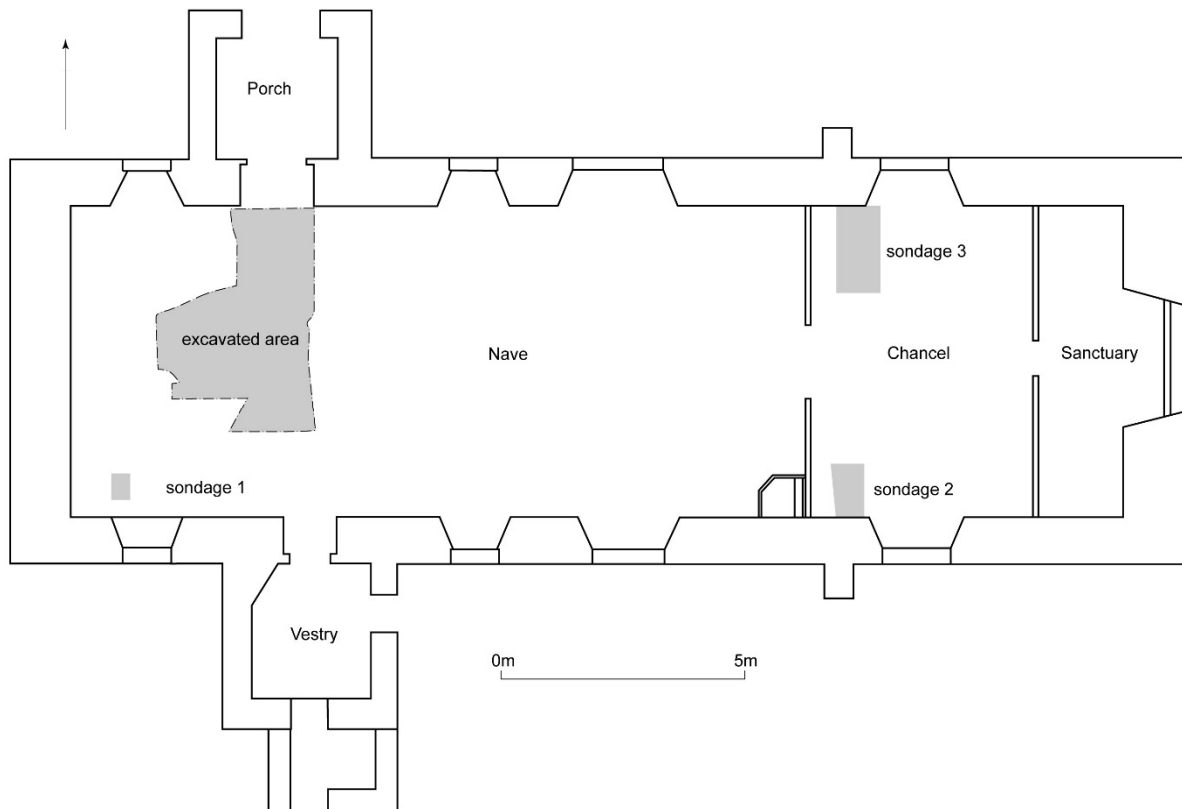 Porch
sondage 3
excavated area
Nave
Chancel
Sanctuary
sondage 1
sondage 2
Vestry
0m
5m